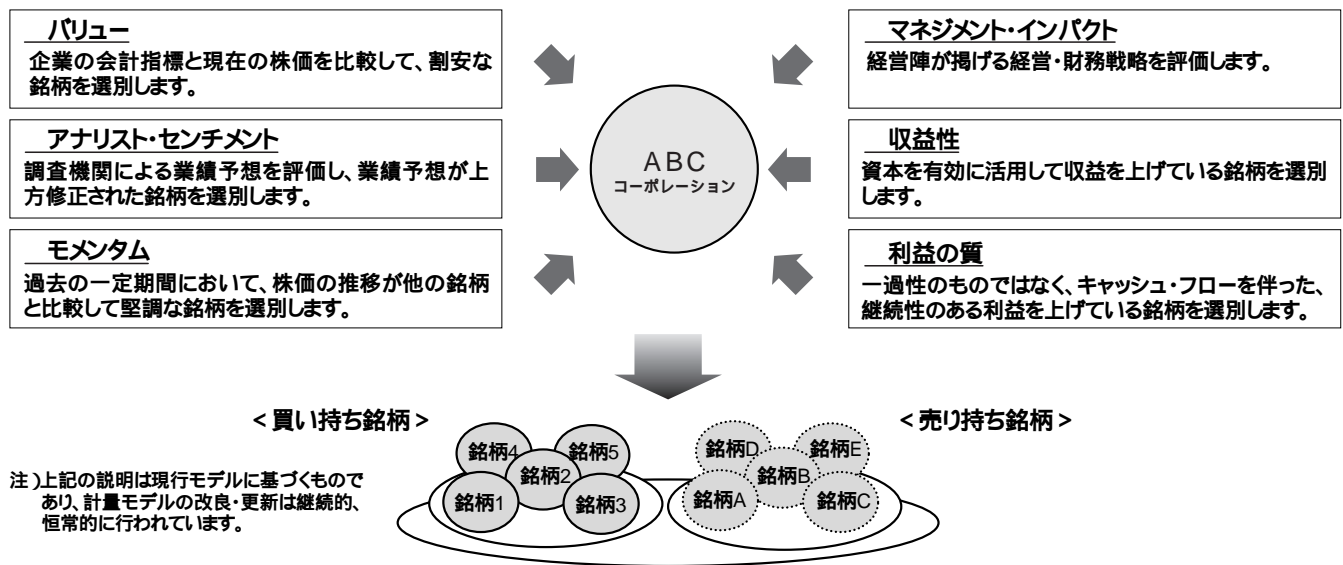 バリュー
企業の会計指標と現在の株価を比較して、割安な
銘柄を選別します。
アナリスト・センチメント
調査機関による業績予想を評価し、業績予想が上
方修正された銘柄を選別します。
モメンタム
過去の一定期間において、株価の推移が他の銘柄
と比較して堅調な銘柄を選別します。
ABC
コーポレーション
マネジメント・インパクト
経営陣が掲げる経営・財務戦略を評価します。
収益性
資本を有効に活用して収益を上げている銘柄を選別
します。
利益の質
一過性のものではなく、キャッシュ・フローを伴った、
継続性のある利益を上げている銘柄を選別します。
<買い持ち銘柄>
銘柄4
銘柄5
銘柄2
銘柄1
銘柄3
<売り持ち銘柄>
銘柄D
銘柄E
銘柄B
銘柄A
銘柄C
注)上記の説明は現行モデルに基づくもので
あり、計量モデルの改良・更新は継続的、
恒常的に行われています。